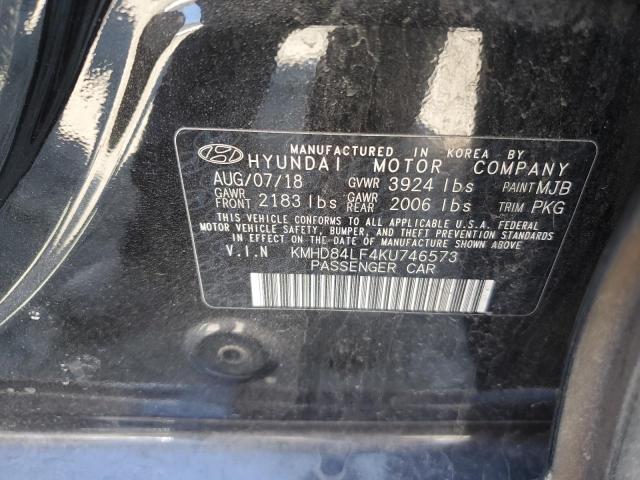 MANUFACTURED IN KOREA BY
HYUNDAI MOTOR COMPANY
AUG/07/18 GVWR 3924 lbs PAINT MJB
GAWR FRONT 2183 lbs GAWR REAR 2006 lbs TRIM PKG
THIS VEHICLE CONFORMS TO ALL APPLICABLE U.S.A. FEDERAL
MOTOR VEHICLE SAFETY, BUMPER, AND THEFT PREVENTION STANDARDS
IN EFFECT ON THE DATE OF MANUFACTURE SHOWN ABOVE
V.I.N KMHD84LF4KU746573
PASSENGER CAR